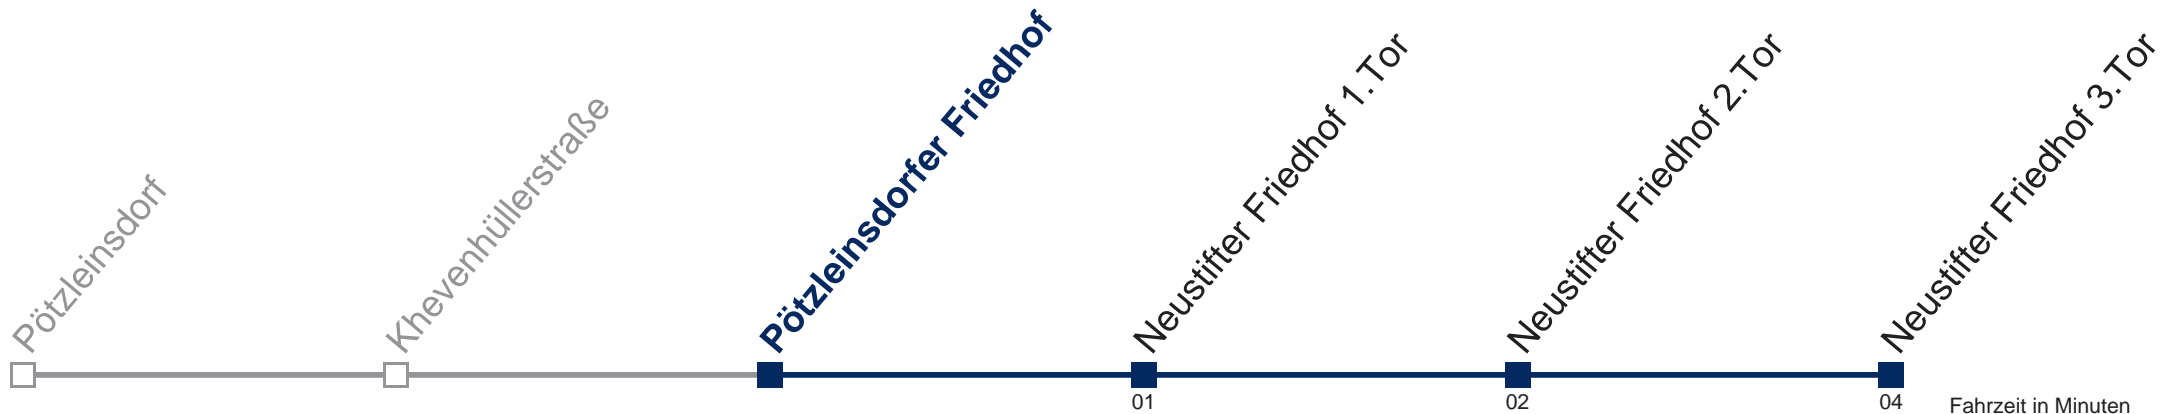 Pötzleinsdorf
Khevenhüllerstraße
Pötzleinsdorfer Friedhof
Neustifter Friedhof 1.Tor
Neustifter Friedhof 2.Tor
Neustifter Friedhof 3.Tor
01
02
04
Fahrzeit in Minuten